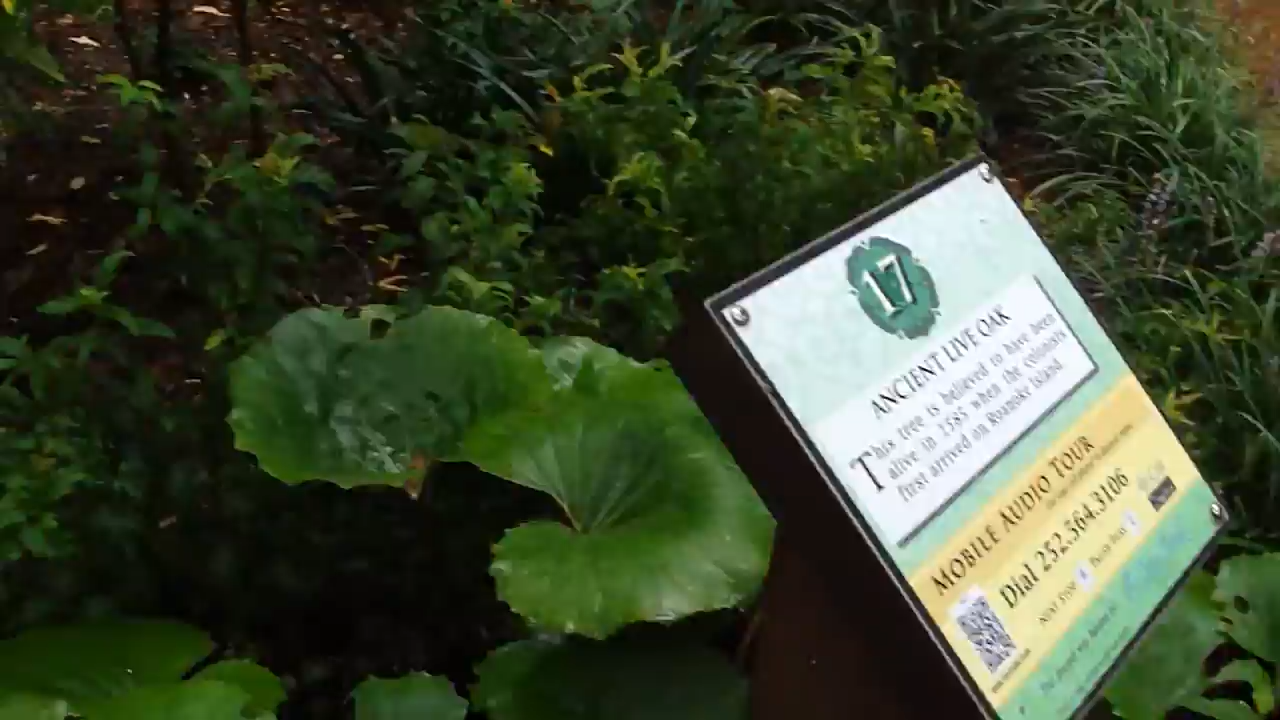 17
ANCIENT LIVE OAK
This tree is believed to have been
alive in 1585 when the colonists
first arrived on Roanoke Island
MOBILE AUDIO TOUR
Dial 252.564.3106